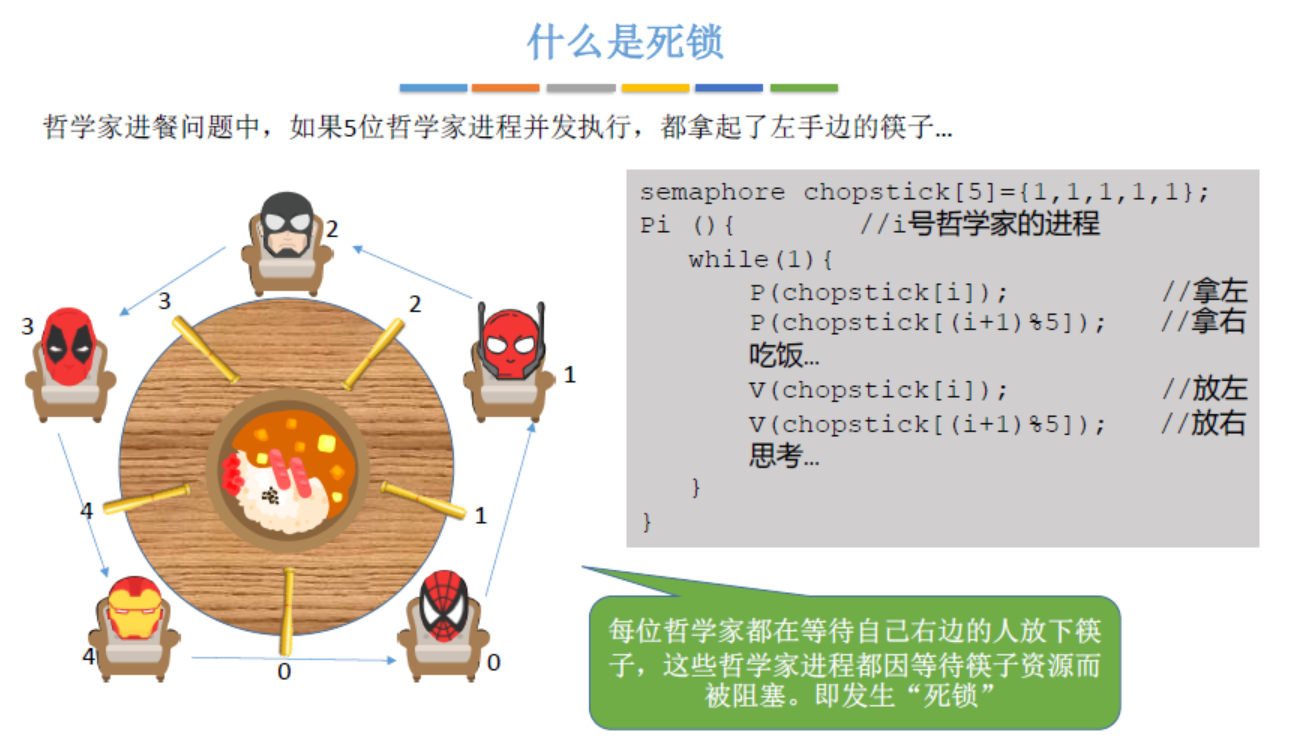 什么是死锁
哲学家进餐问题中，如果5位哲学家进程并发执行，都拿起了左手边的筷子…
2
3
2
3
1
4
1
4
0
0
semaphore chopstick[5]={1,1,1,1,1};
Pi (){ //i号哲学家的进程
while(1){
P(chopstick[i]); //拿左
P(chopstick[(i+1)%5]); //拿右
吃饭…
V(chopstick[i]); //放左
V(chopstick[(i+1)%5]); //放右
思考…
}
}
每位哲学家都在等待自己右边的人放下筷
子，这些哲学家进程都因等待筷子资源而
被阻塞。即发生“死锁”